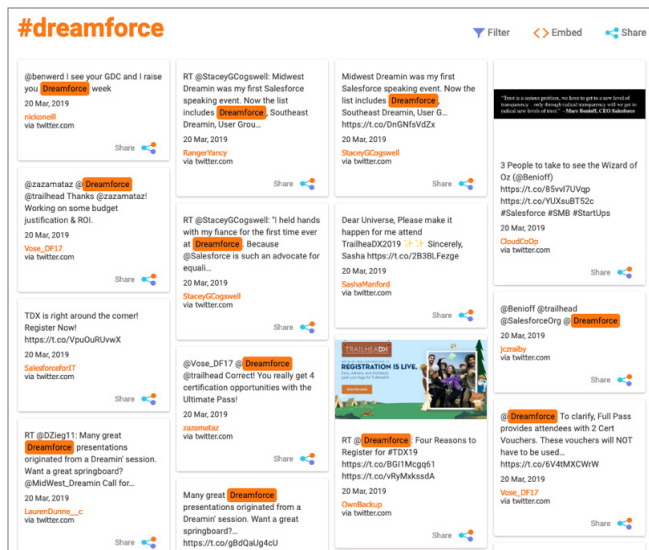 #dreamforce
Filter
Embed
Share
@benwerd I see your GDC and I raise
you Dreamforce week
20 Mar, 2019
nickoneill
via twitter.com
Share
@zazamataz @Dreamforce
@trailhead Thanks @zazamataz!
Working on some budget
justification & ROI.
20 Mar, 2019
Vose_DF17
via twitter.com
Share
TDX is right around the corner!
Register Now!
https://t.co/VpuOuRUvwX
20 Mar, 2019
SalesforceforIT
via twitter.com
Share
RT @DZieg11: Many great
Dreamforce presentations
originated from a Dreamin' session.
Want a great springboard?
@MidWest_Dreamin Call for...
20 Mar, 2019
LaurenDunne__c
via twitter.com
Share
RT @StaceyGCogswell: Midwest
Dreamin was my first Salesforce
speaking event. Now the list
includes Dreamforce, Southeast
Dreamin, User Grou...
20 Mar, 2019
RangerYancy
via twitter.com
Share
RT @StaceyGCogswell: "I held hands
with my fiance for the first time ever
at Dreamforce. Because
@Salesforce is such an advocate for
equali...
20 Mar, 2019
StaceyGCogswell
via twitter.com
Share
@Vose_DF17 @Dreamforce
@trailhead Correct! You really get 4
certification opportunities with the
Ultimate Pass!
20 Mar, 2019
zazamataz
via twitter.com
Share
Many great Dreamforce
presentations originated from a
Dreamin' session. Want a great
springboard?...
https://t.co/gBdQaUg4cU
Midwest Dreamin was my first
Salesforce speaking event. Now the
list includes Dreamforce,
Southeast Dreamin, User G...
https://t.co/DnGNfsVdZx
20 Mar, 2019
StaceyGCogswell
via twitter.com
Share
Dear Universe, Please make it
happen for me attend
TrailheaDX2019 ✨✨ Sincerely,
Sasha https://t.co/2B3BLFezge
20 Mar, 2019
SashaManford
via twitter.com
Share
TRAILHEADX
REGISTRATION IS LIVE.
RT @Dreamforce: Four Reasons to
Register for #TDX19
https://t.co/BGI1Mcgq61
https://t.co/vRyMxkssdA
20 Mar, 2019
OwnBackup
via twitter.com
Share
"Trust is a serious problem, we have to get to a new level of
transparency - only through radical transparency will we get to
radical new levels of trust." - Marc Benioff, CEO Salesforce
3 People to take to see the Wizard of
Oz (@Benioff)
https://t.co/85vvI7UVqp
https://t.co/YUXsuBT52c
#Salesforce #SMB #StartUps
20 Mar, 2019
CloudCoOp
via twitter.com
Share
@Benioff @trailhead
@SalesforceOrg @Dreamforce
20 Mar, 2019
jczraiby
via twitter.com
Share
@Dreamforce To clarify, Full Pass
provides attendees with 2 Cert
Vouchers. These vouchers will NOT
have to be used...
https://t.co/6V4tMXCWrW
20 Mar, 2019
Vose_DF17
via twitter.com
Share